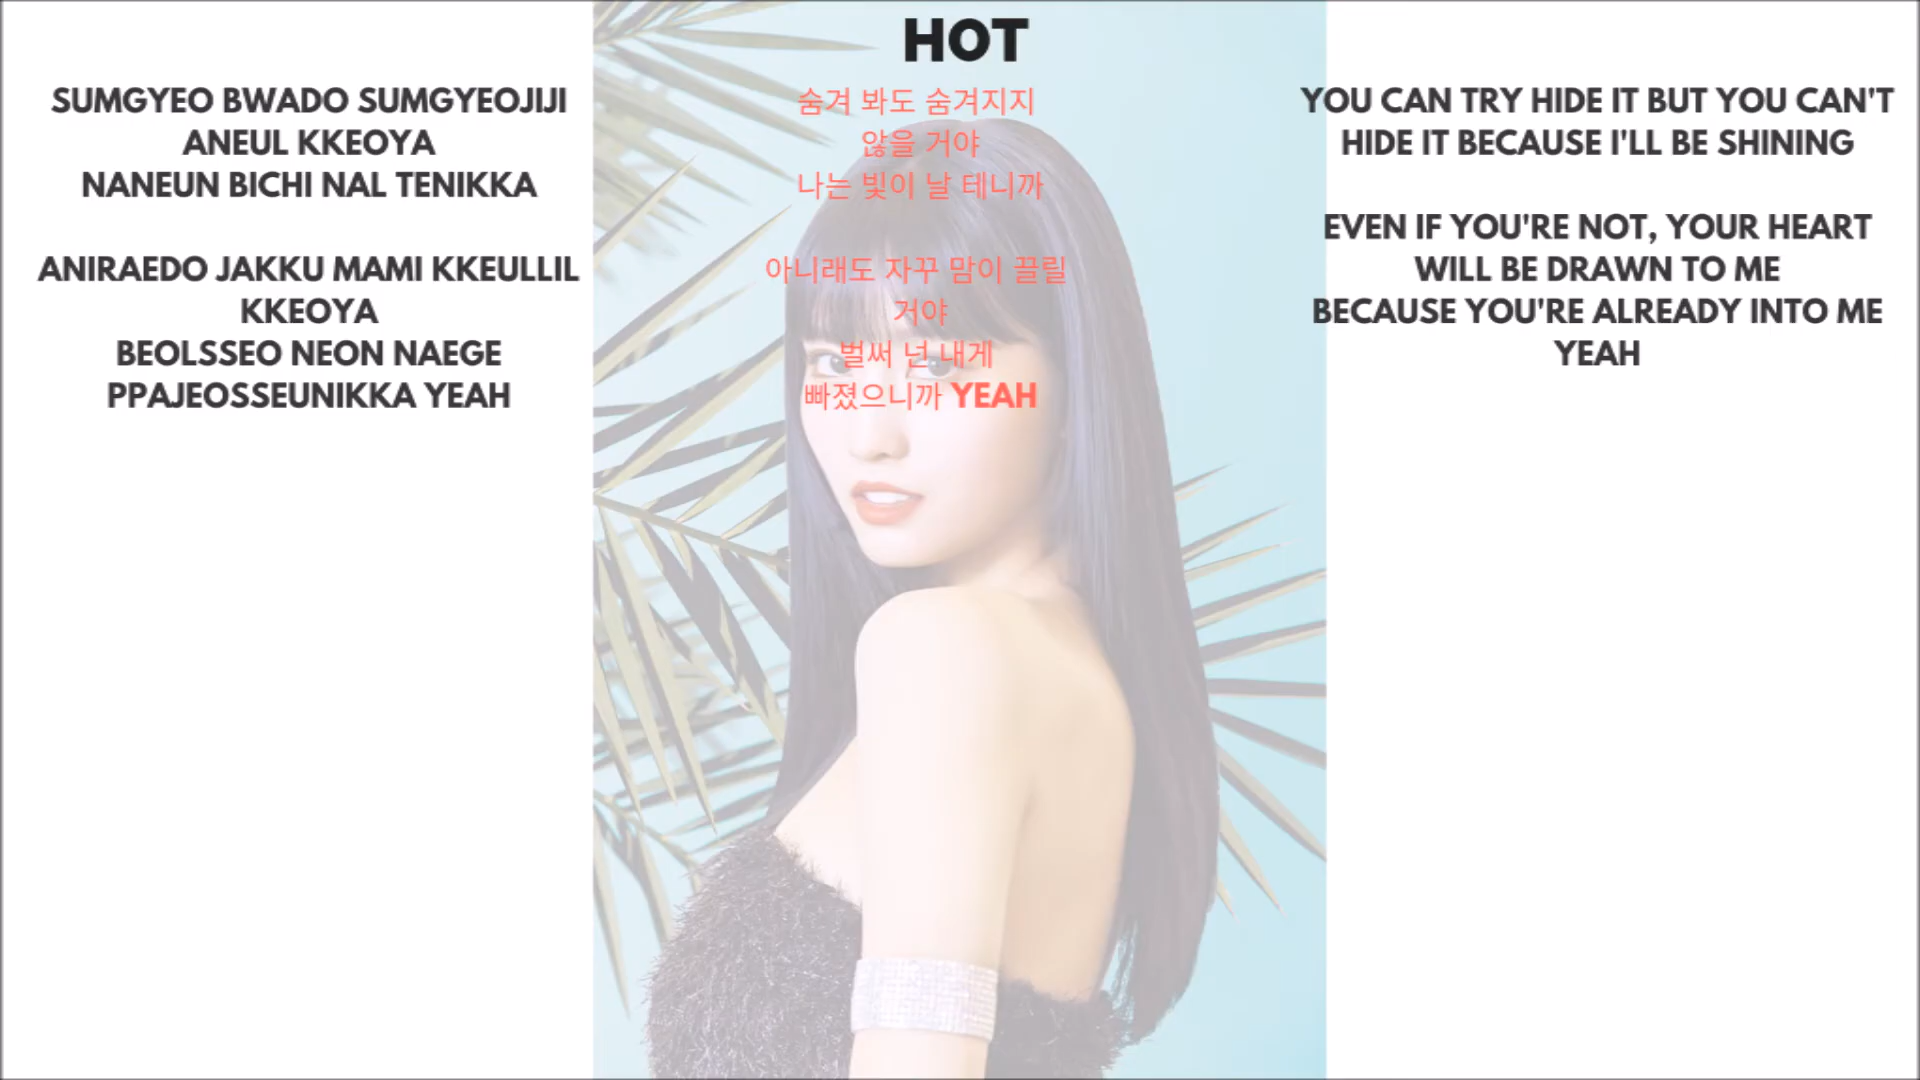 HOT
SUMGYEO BWADO SUMGYEOJIJI
ANEUL KKEOYA
NANEUN BICHI NAL TENIKKA
ANIRAEDO JAKKU MAMI KKEULLIL
KKEOYA
BEOLSSEO NEON NAEGE
PPAJEOSSEUNIKKA YEAH
숨겨 봐도 숨겨지지
않을 거야
나는 빛이 날 테니까
아니래도 자꾸 맘이 끌릴
거야
벌써 넌 내게
빠졌으니까 YEAH
YOU CAN TRY HIDE IT BUT YOU CAN'T
HIDE IT BECAUSE I'LL BE SHINING
EVEN IF YOU'RE NOT, YOUR HEART
WILL BE DRAWN TO ME
BECAUSE YOU'RE ALREADY INTO ME
YEAH